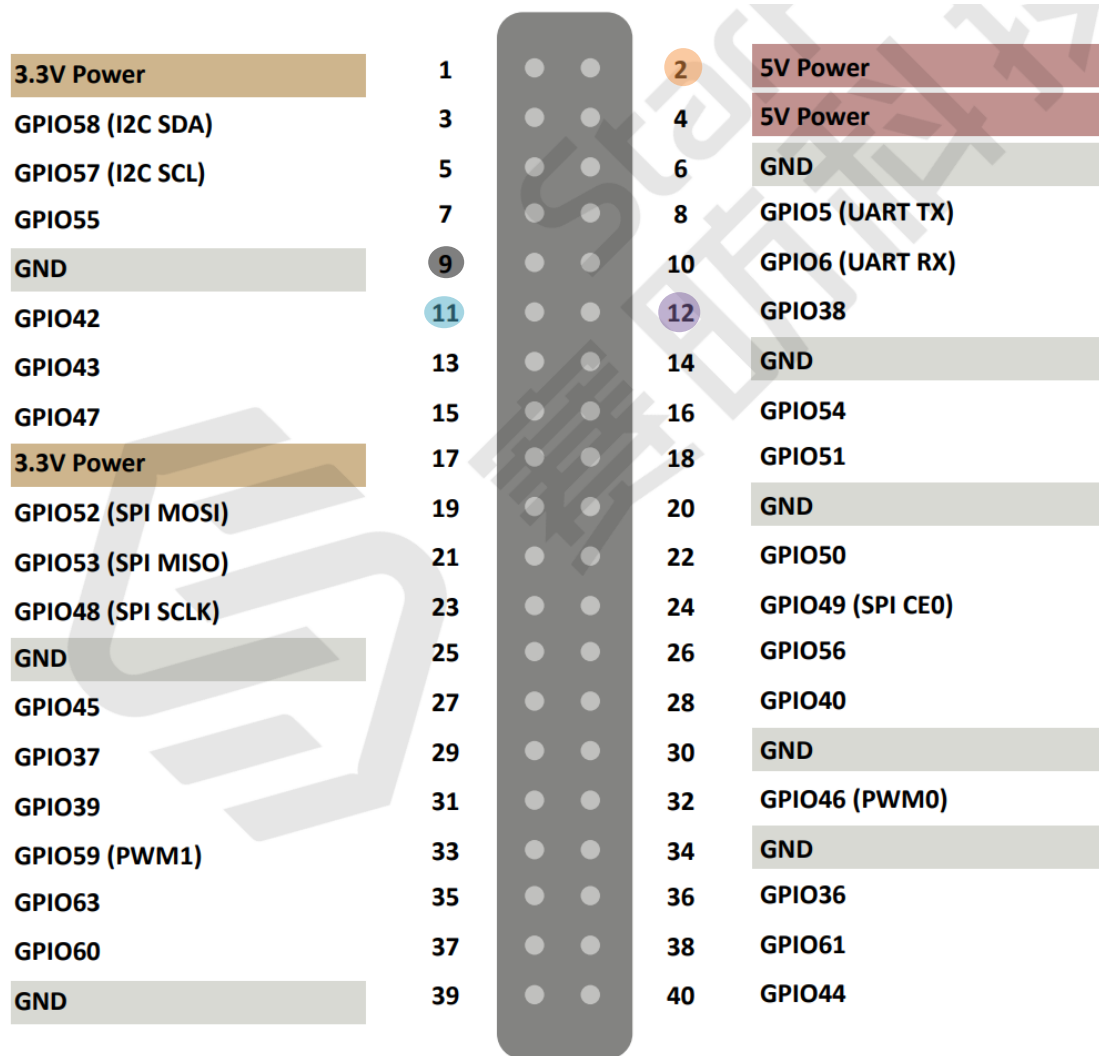 3.3V Power 1 2 5V Power
GPIO58 (I2C SDA) 3 4 5V Power
GPIO57 (I2C SCL) 5 6 GND
GPIO55 7 8 GPIO5 (UART TX)
GND 9 10 GPIO6 (UART RX)
GPIO42 11 12 GPIO38
GPIO43 13 14 GND
GPIO47 15 16 GPIO54
3.3V Power 17 18 GPIO51
GPIO52 (SPI MOSI) 19 20 GND
GPIO53 (SPI MISO) 21 22 GPIO50
GPIO48 (SPI SCLK) 23 24 GPIO49 (SPI CE0)
GND 25 26 GPIO56
GPIO45 27 28 GPIO40
GPIO37 29 30 GND
GPIO39 31 32 GPIO46 (PWM0)
GPIO59 (PWM1) 33 34 GND
GPIO63 35 36 GPIO36
GPIO60 37 38 GPIO61
GND 39 40 GPIO44